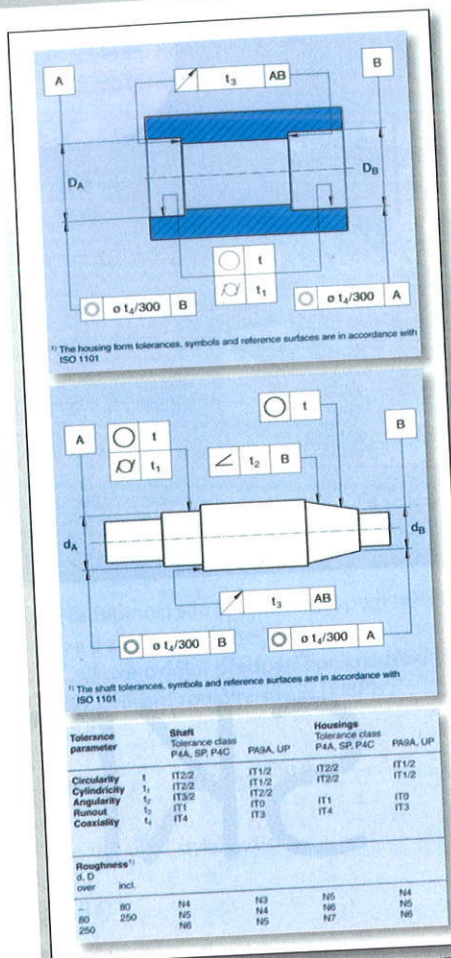 A
t₃ AB
B
D_A
D_B
t
t₁
ø t₄/300 B
ø t₄/300 A
¹⁾ The housing form tolerances, symbols and reference surfaces are in accordance with
ISO 1101
A
t
t₁
t₂ B
t
B
d_A
d_B
t₃ AB
ø t₄/300 B
ø t₄/300 A
¹⁾ The shaft tolerances, symbols and reference surfaces are in accordance with
ISO 1101
Tolerance Shaft Housings
parameter Tolerance class Tolerance class
P4A, SP, P4C PA9A, UP P4A, SP, P4C PA9A, UP
Circularity t IT2/2 IT1/2 IT2/2 IT1/2
Cylindricity t₁ IT2/2 IT1/2 IT2/2 IT1/2
Angularity t₂ IT3/2 IT2/2
Runout t₃ IT1 IT0 IT1 IT0
Coaxiality t₄ IT4 IT3 IT4 IT3
Roughness¹⁾
d, D
over incl.
– 80 N4 N3 N5 N4
80 250 N5 N4 N6 N5
250 N6 N5 N7 N6